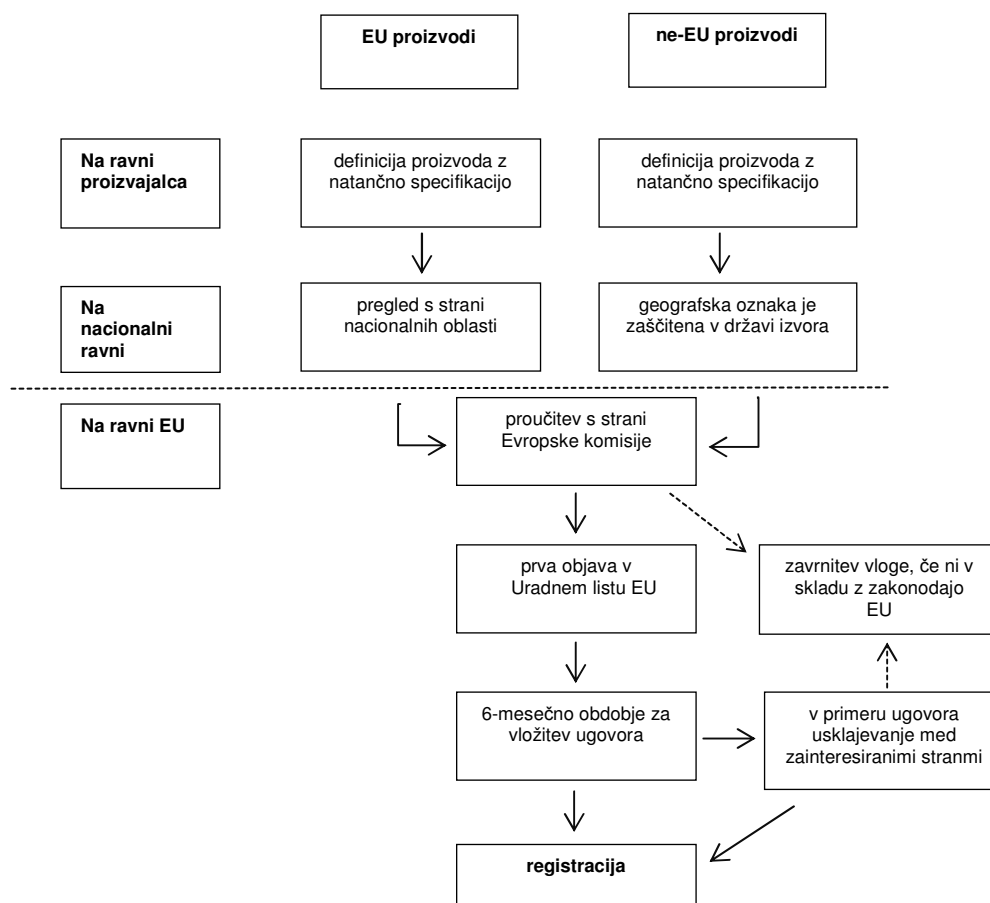 EU proizvodi
ne-EU proizvodi
Na ravni
proizvajalca
definicija proizvoda z
natančno specifikacijo
definicija proizvoda z
natančno specifikacijo
Na
nacionalni
ravni
pregled s strani
nacionalnih oblasti
geografska oznaka je
zaščitena v državi izvora
Na ravni EU
proučitev s strani
Evropske komisije
prva objava v
Uradnem listu EU
zavrnitev vloge, če ni v
skladu z zakonodajo
EU
6-mesečno obdobje za
vložitev ugovora
v primeru ugovora
usklajevanje med
zainteresiranimi stranmi
registracija